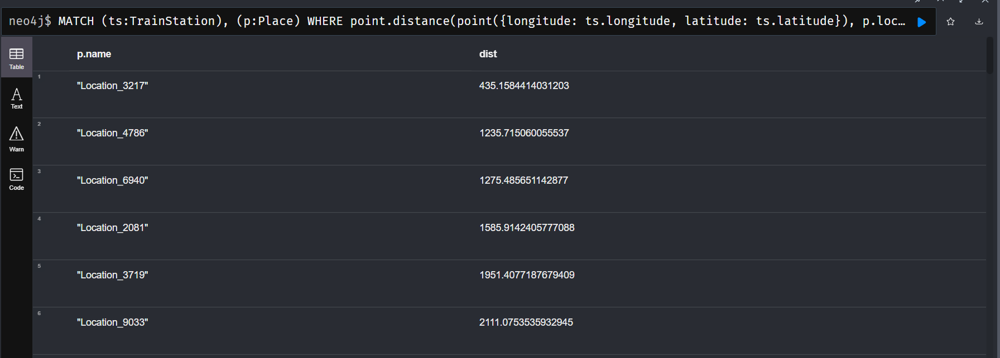 neo4j$ MATCH (ts:TrainStation), (p:Place) WHERE point.distance(point({longitude: ts.longitude, latitude: ts.latitude}), p.loc…
Table
Text
Warn
Code
p.name dist
1 "Location_3217" 435.1584414031203
2 "Location_4786" 1235.715060055537
3 "Location_6940" 1275.485651142877
4 "Location_2081" 1585.9142405777088
5 "Location_3719" 1951.4077187679409
6 "Location_9033" 2111.0753535932945